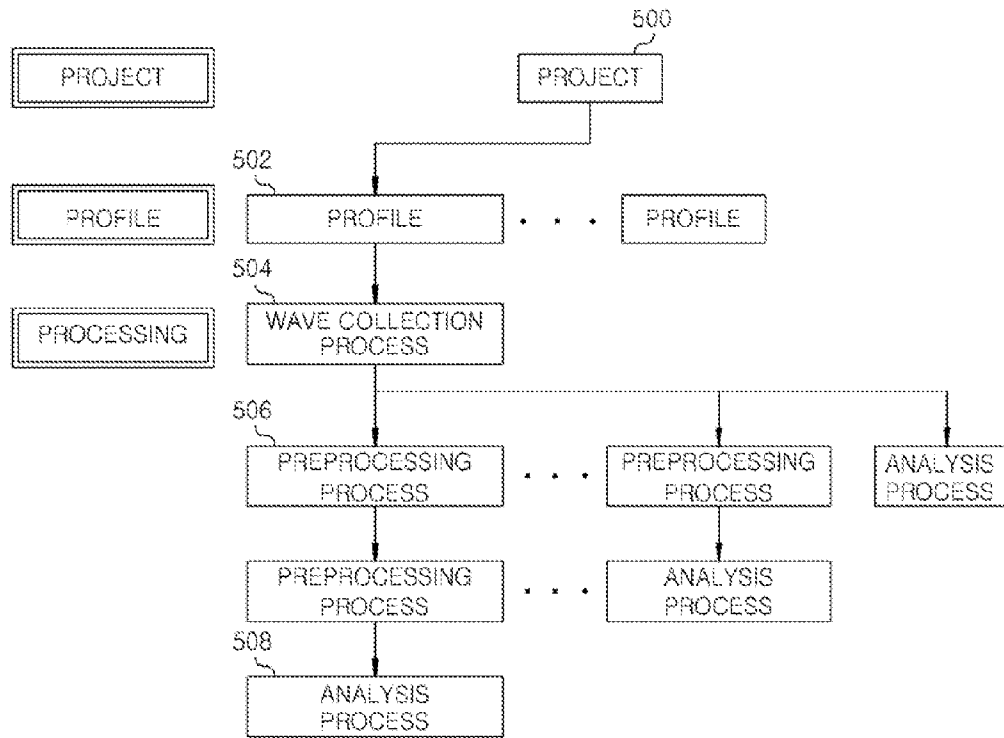 500
PROJECT
PROJECT
502
PROFILE
PROFILE
. . .
PROFILE
504
PROCESSING
WAVE COLLECTION
PROCESS
506
PREPROCESSING
PROCESS
. . .
PREPROCESSING
PROCESS
ANALYSIS
PROCESS
PREPROCESSING
PROCESS
. . .
ANALYSIS
PROCESS
508
ANALYSIS
PROCESS